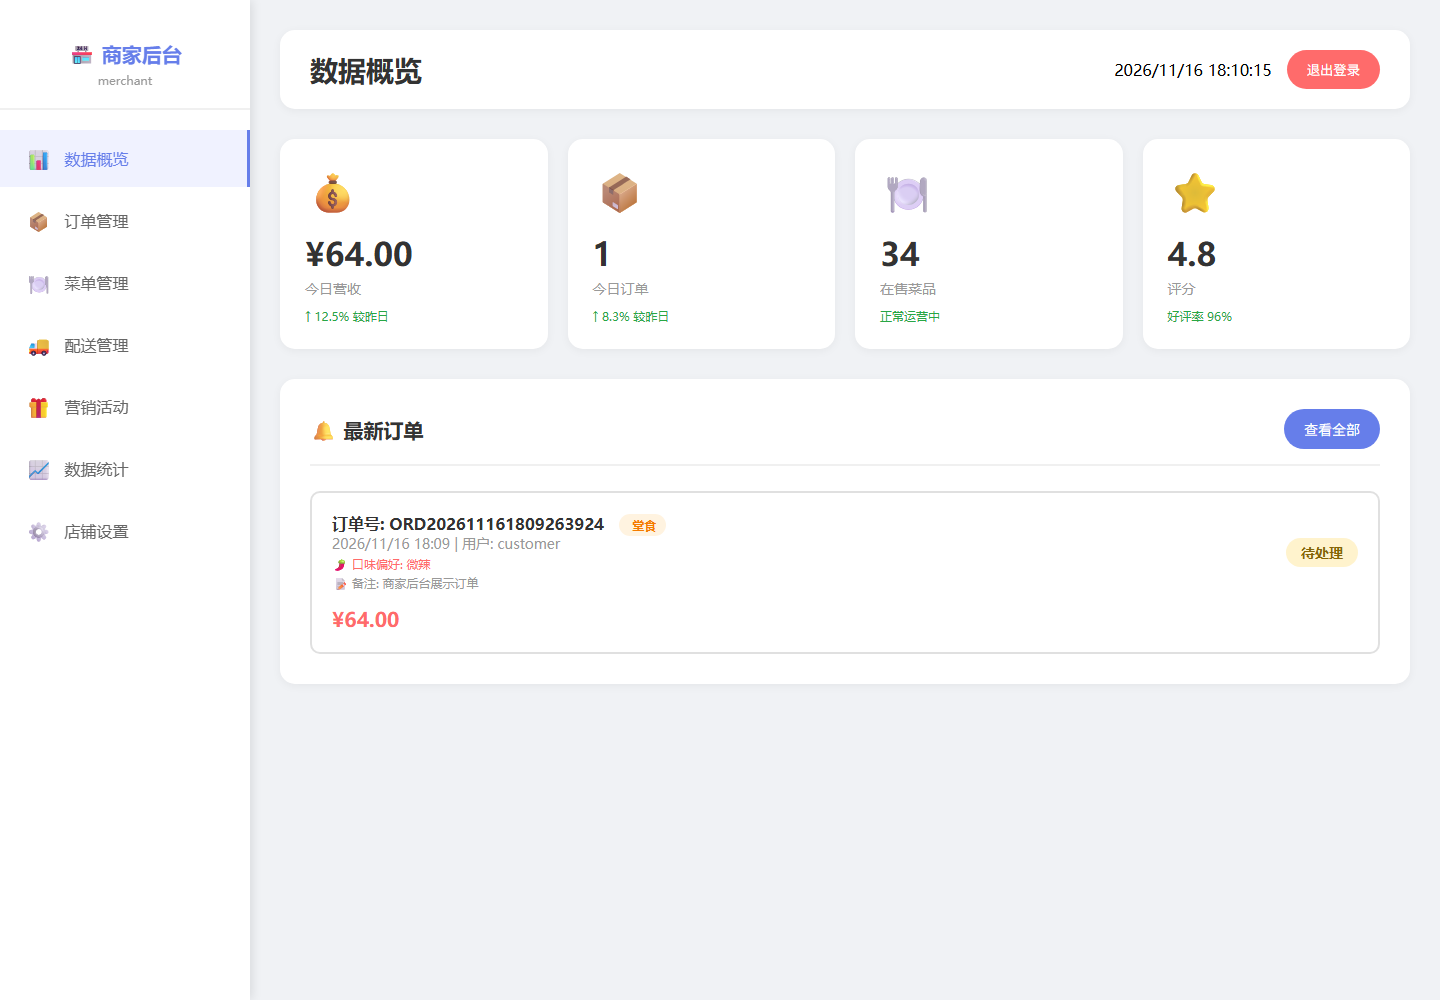 商家后台
merchant
数据概览
订单管理
菜单管理
配送管理
营销活动
数据统计
店铺设置
数据概览
2026/11/16 18:10:15
退出登录
¥64.00
今日营收
↑ 12.5% 较昨日
1
今日订单
↑ 8.3% 较昨日
34
在售菜品
正常运营中
4.8
评分
好评率 96%
最新订单
查看全部
订单号: ORD202611161809263924
堂食
2026/11/16 18:09 | 用户: customer
口味偏好: 微辣
备注: 商家后台展示订单
¥64.00
待处理